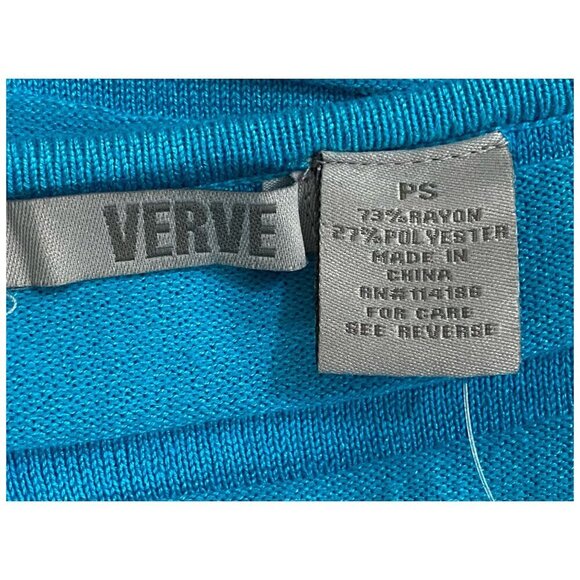 VERVE
PS
73%RAYON
27%POLYESTER
MADE IN
CHINA
RN#114186
FOR CARE
SEE REVERSE